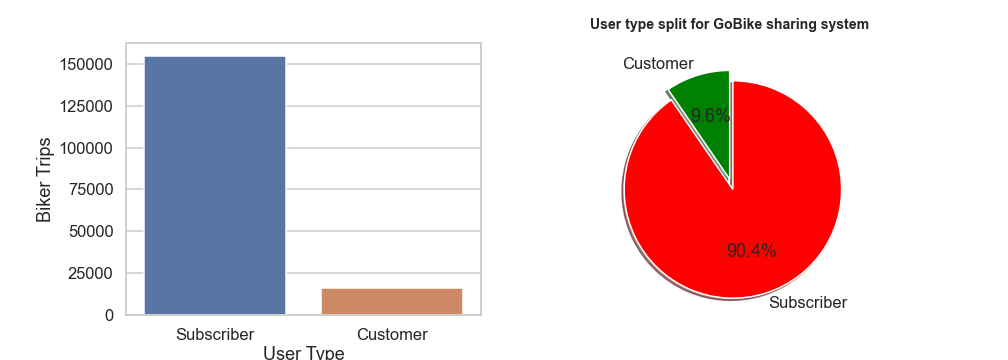 User type split for GoBike sharing system
Biker Trips
150000
125000
100000
75000
50000
25000
0
Subscriber
Customer
User Type
Customer
9.6%
90.4%
Subscriber